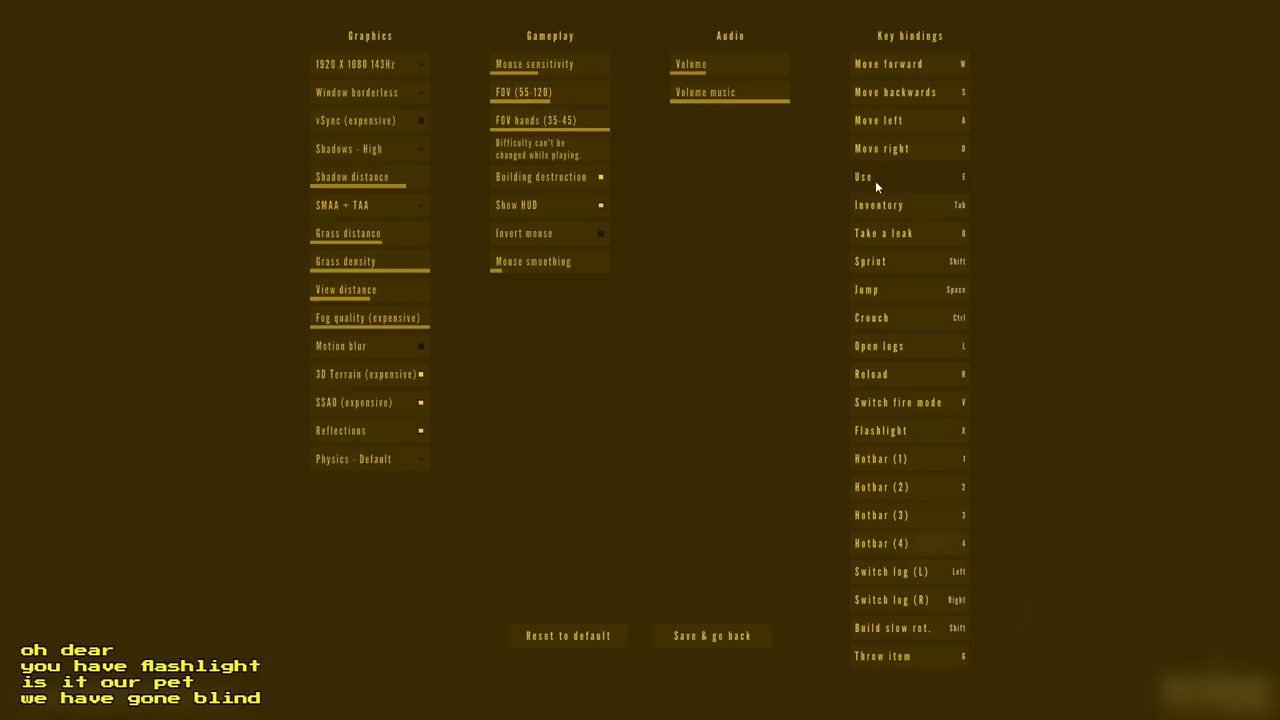 Graphics
1920 X 1080 143Hz
Window borderless
vSync (expensive)
Shadows - High
Shadow distance
SMAA + TAA
Grass distance
Grass density
View distance
Fog quality (expensive)
Motion blur
3D Terrain (expensive)
SSAO (expensive)
Reflections
Physics - Default
Gameplay
Mouse sensitivity
FOV (55-120)
FOV hands (35-45)
Difficulty can't be
changed while playing.
Building destruction
Show HUD
Invert mouse
Mouse smoothing
Audio
Volume
Volume music
Key bindings
Move forward W
Move backwards S
Move left A
Move right D
Use E
Inventory Tab
Take a leak Q
Sprint Shift
Jump Space
Crouch Ctrl
Open logs L
Reload R
Switch fire mode V
Flashlight X
Hotbar (1) 1
Hotbar (2) 2
Hotbar (3) 3
Hotbar (4) 4
Switch log (L) Left
Switch log (R) Right
Build slow rot. Shift
Throw item G
Reset to default
Save & go back
oh dear
you have flashlight
is it our pet
we have gone blind